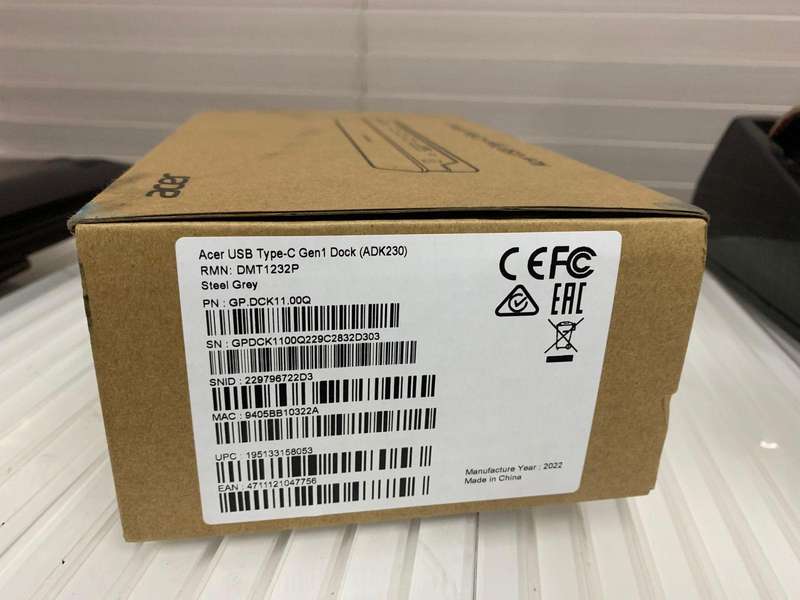 acer
Acer USB Type-C Gen1 Dock (ADK230)
RMN: DMT1232P
Steel Grey
PN : GP.DCK11.00Q
SN : GPDCK1100Q229C2832D303
SNID : 229796722D3
MAC : 9405BB10322A
UPC : 195133158053
EAN : 4711121047756
CE FC
EAC
Manufacture Year : 2022
Made in China